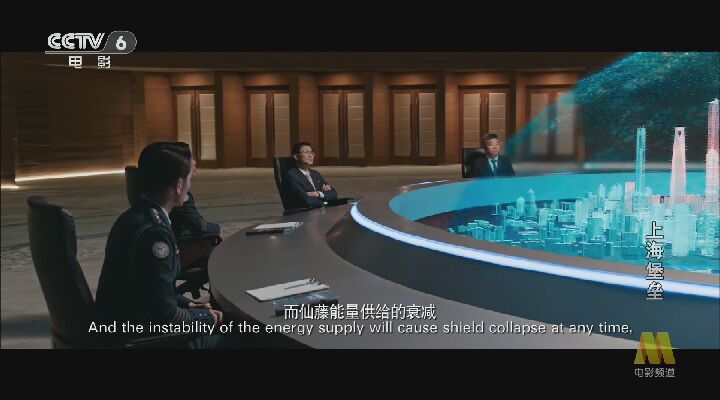 CCTV 6
电影
上海堡垒
而仙藤能量供给的衰减
And the instability of the energy supply will cause shield collapse at any time,
电影频道